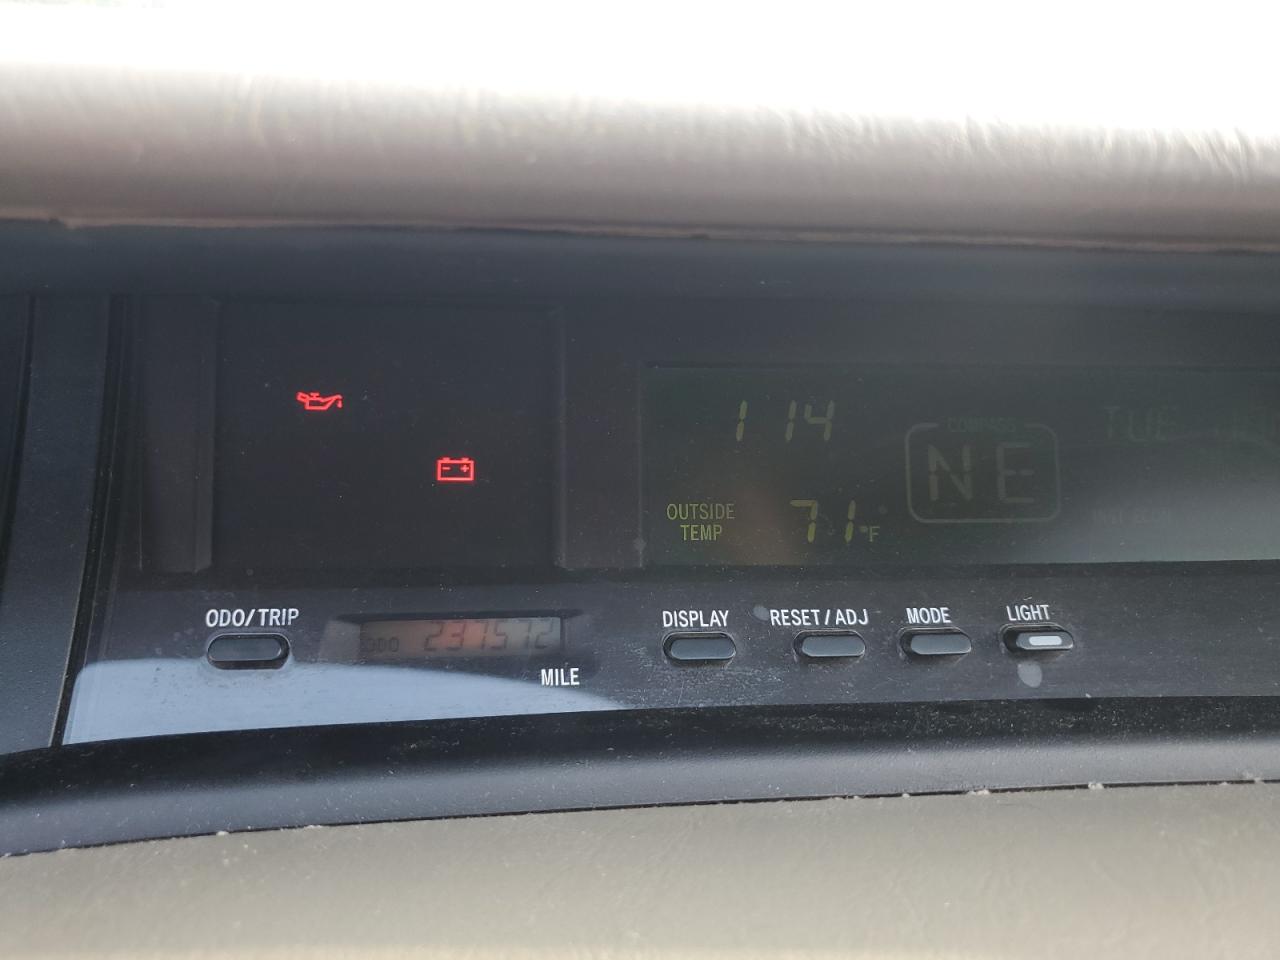 1 14
COMPASS
NE
TUE
OUTSIDE
TEMP
71°F
ODO/TRIP
ODO 237572
MILE
DISPLAY
RESET/ADJ
MODE
LIGHT